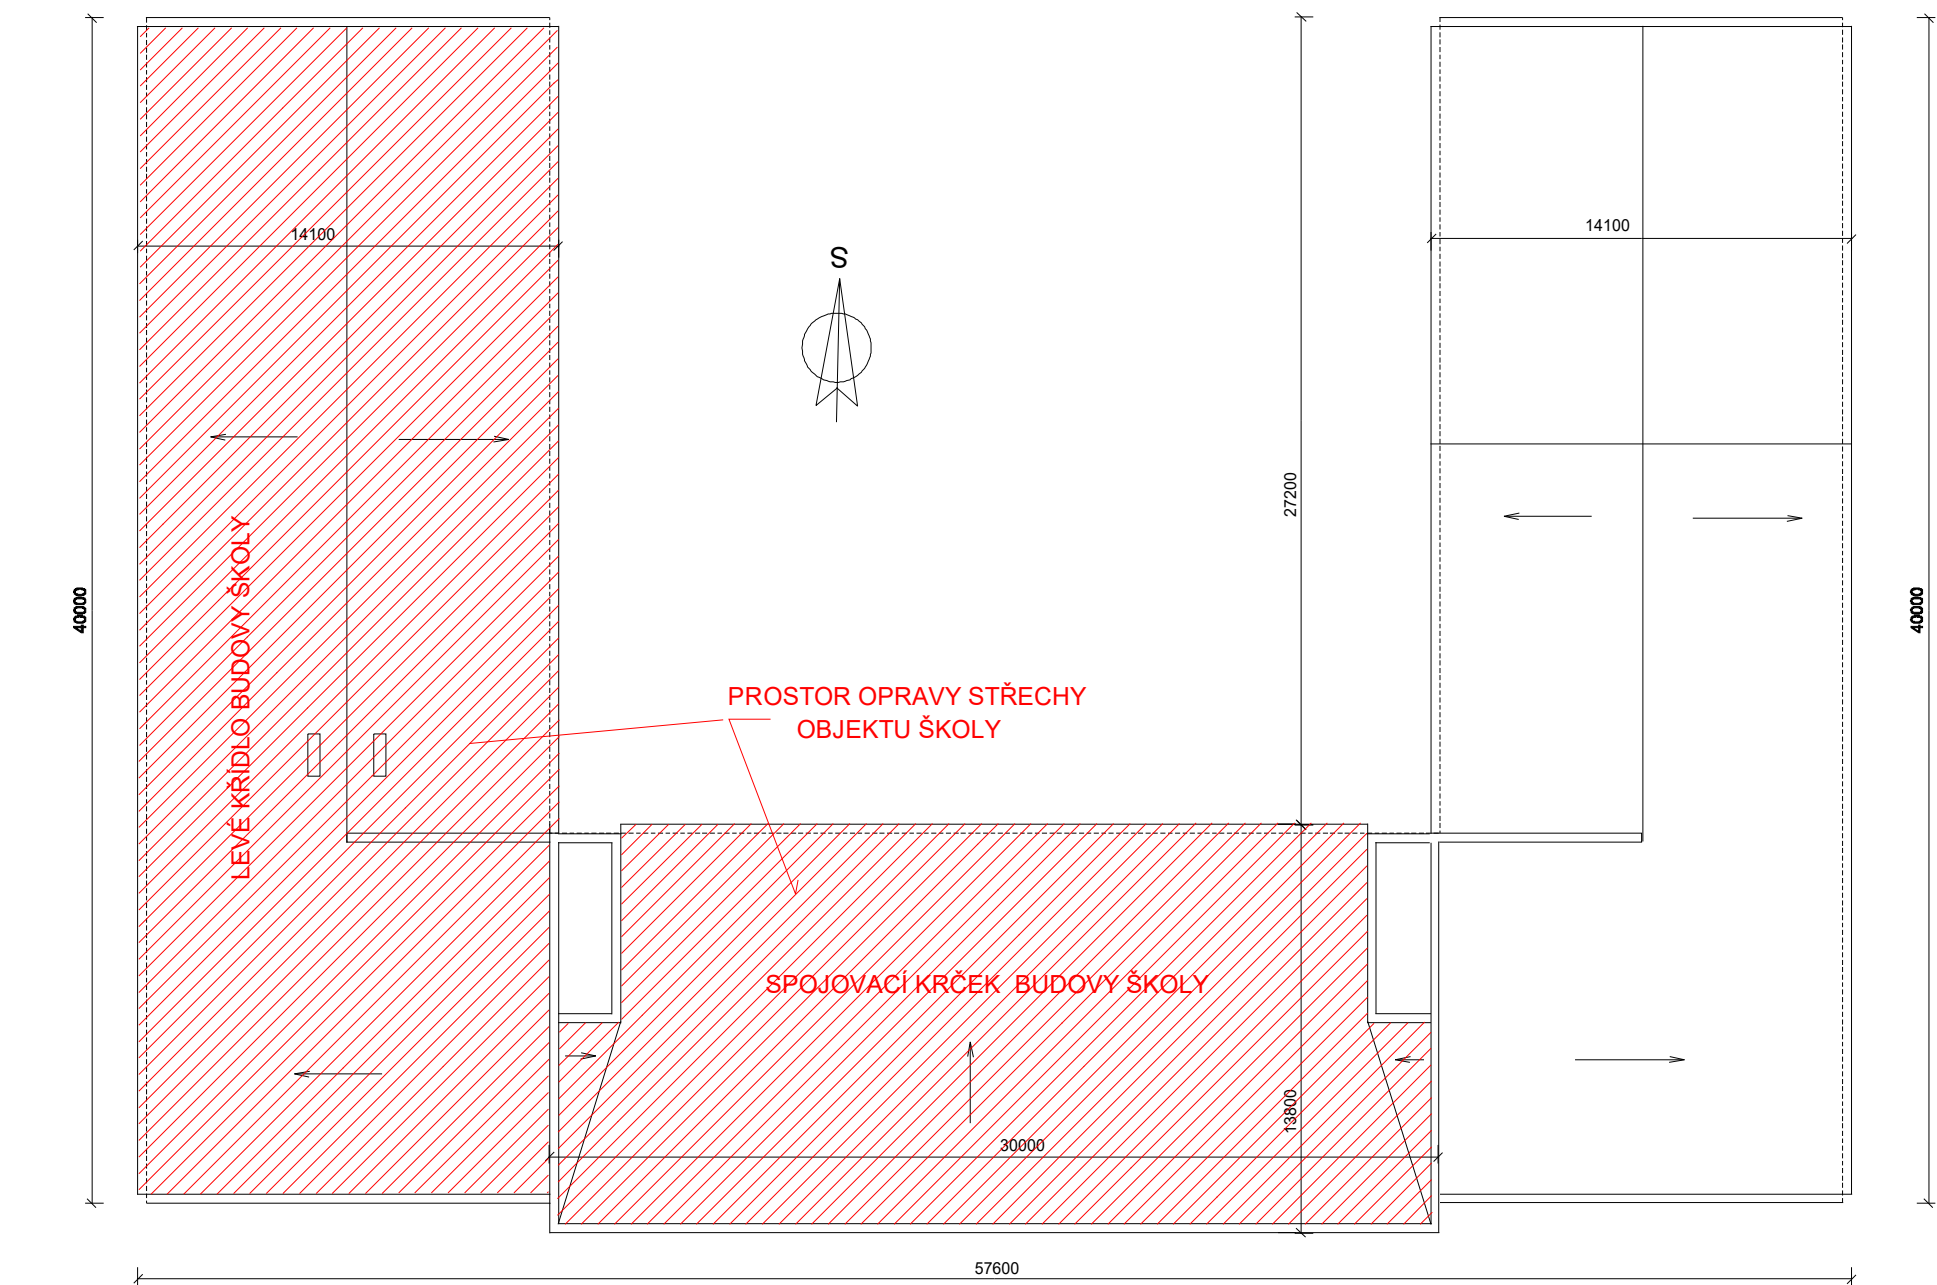 14100
14100
S
27200
40000
40000
LEVÉ KŘÍDLO BUDOVY ŠKOLY
PROSTOR OPRAVY STŘECHY
OBJEKTU ŠKOLY
SPOJOVACÍ KRČEK BUDOVY ŠKOLY
13800
30000
57600